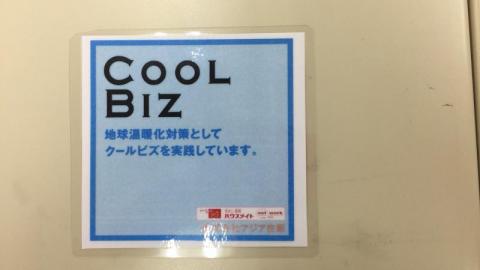 COOL
BIZ
地球温暖化対策として
クールビズを実践しています。
ハウスメイト